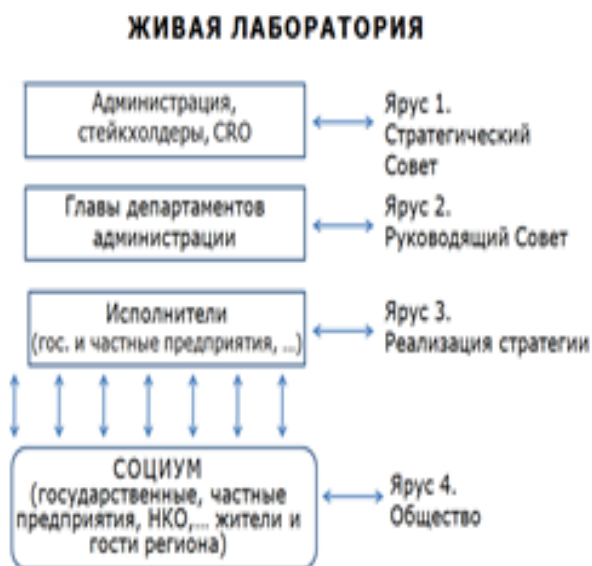 ЖИВАЯ ЛАБОРАТОРИЯ
Администрация,
стейкхолдеры, CRO
Ярус 1.
Стратегический
Совет
Главы департаментов
администрации
Ярус 2.
Руководящий Совет
Исполнители
(гос. и частные предприятия, ...)
Ярус 3.
Реализация стратегии
СОЦИУМ
(государственные, частные
предприятия, НКО,... жители и
гости региона)
Ярус 4.
Общество